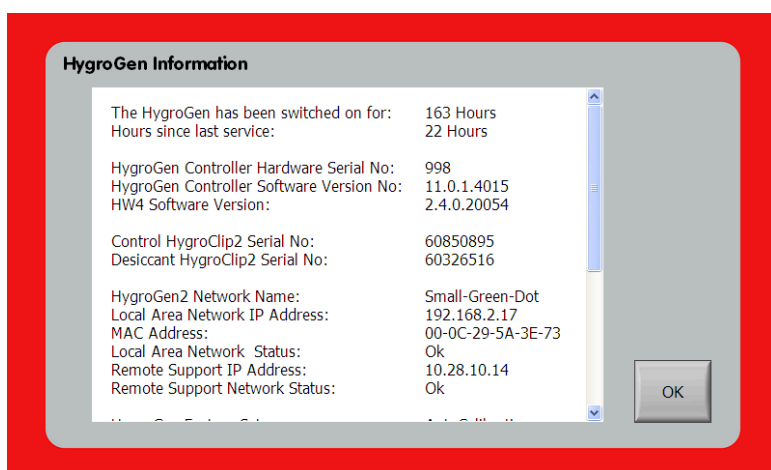 HygroGen Information
The HygroGen has been switched on for: 163 Hours
Hours since last service: 22 Hours
HygroGen Controller Hardware Serial No: 998
HygroGen Controller Software Version No: 11.0.1.4015
HW4 Software Version: 2.4.0.20054
Control HygroClip2 Serial No: 60850895
Desiccant HygroClip2 Serial No: 60326516
HygroGen2 Network Name: Small-Green-Dot
Local Area Network IP Address: 192.168.2.17
MAC Address: 00-0C-29-5A-3E-73
Local Area Network Status: Ok
Remote Support IP Address: 10.28.10.14
Remote Support Network Status: Ok
OK